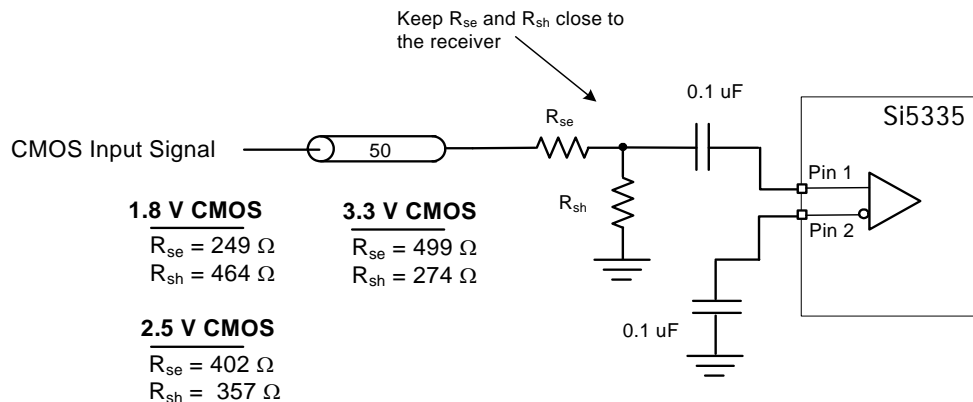 Keep Rse and Rsh close to
the receiver
0.1 uF
Si5335
Rse
CMOS Input Signal
50
Pin 1
Rsh
Pin 2
1.8 V CMOS
Rse = 249 Ω
Rsh = 464 Ω
3.3 V CMOS
Rse = 499 Ω
Rsh = 274 Ω
0.1 uF
2.5 V CMOS
Rse = 402 Ω
Rsh = 357 Ω